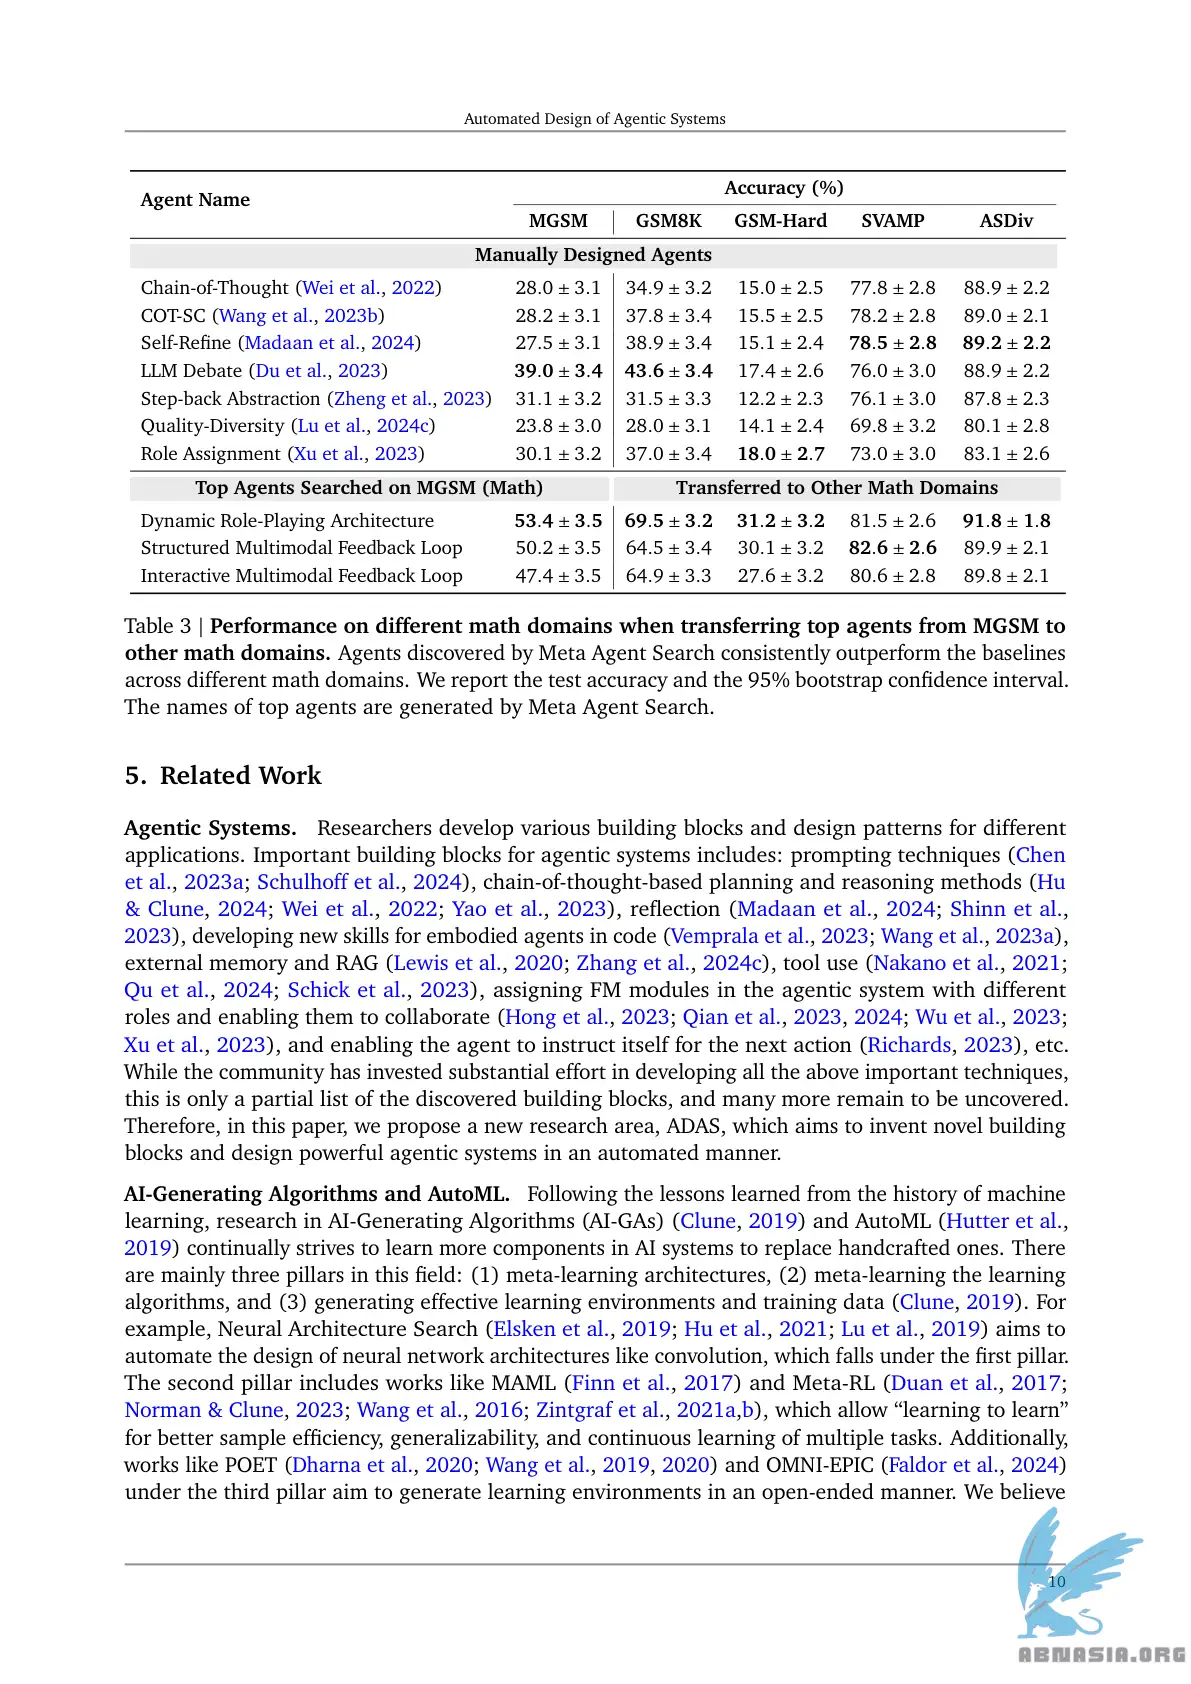 Automated Design of Agentic Systems
Agent Name
Accuracy (%)
MGSM GSM8K GSM-Hard SVAMP ASDiv
Manually Designed Agents
Chain-of-Thought (Wei et al., 2022) 28.0 ± 3.1 34.9 ± 3.2 15.0 ± 2.5 77.8 ± 2.8 88.9 ± 2.2
COT-SC (Wang et al., 2023b) 28.2 ± 3.1 37.8 ± 3.4 15.5 ± 2.5 78.2 ± 2.8 89.0 ± 2.1
Self-Refine (Madaan et al., 2024) 27.5 ± 3.1 38.9 ± 3.4 15.1 ± 2.4 78.5 ± 2.8 89.2 ± 2.2
LLM Debate (Du et al., 2023) 39.0 ± 3.4 43.6 ± 3.4 17.4 ± 2.6 76.0 ± 3.0 88.9 ± 2.2
Step-back Abstraction (Zheng et al., 2023) 31.1 ± 3.2 31.5 ± 3.3 12.2 ± 2.3 76.1 ± 3.0 87.8 ± 2.3
Quality-Diversity (Lu et al., 2024c) 23.8 ± 3.0 28.0 ± 3.1 14.1 ± 2.4 69.8 ± 3.2 80.1 ± 2.8
Role Assignment (Xu et al., 2023) 30.1 ± 3.2 37.0 ± 3.4 18.0 ± 2.7 73.0 ± 3.0 83.1 ± 2.6
Top Agents Searched on MGSM (Math) Transferred to Other Math Domains
Dynamic Role-Playing Architecture 53.4 ± 3.5 69.5 ± 3.2 31.2 ± 3.2 81.5 ± 2.6 91.8 ± 1.8
Structured Multimodal Feedback Loop 50.2 ± 3.5 64.5 ± 3.4 30.1 ± 3.2 82.6 ± 2.6 89.9 ± 2.1
Interactive Multimodal Feedback Loop 47.4 ± 3.5 64.9 ± 3.3 27.6 ± 3.2 80.6 ± 2.8 89.8 ± 2.1
Table 3 | Performance on different math domains when transferring top agents from MGSM to
other math domains. Agents discovered by Meta Agent Search consistently outperform the baselines
across different math domains. We report the test accuracy and the 95% bootstrap confidence interval.
The names of top agents are generated by Meta Agent Search.
5. Related Work
Agentic Systems. Researchers develop various building blocks and design patterns for different
applications. Important building blocks for agentic systems includes: prompting techniques (Chen
et al., 2023a; Schulhoff et al., 2024), chain-of-thought-based planning and reasoning methods (Hu
& Clune, 2024; Wei et al., 2022; Yao et al., 2023), reflection (Madaan et al., 2024; Shinn et al.,
2023), developing new skills for embodied agents in code (Vemprala et al., 2023; Wang et al., 2023a),
external memory and RAG (Lewis et al., 2020; Zhang et al., 2024c), tool use (Nakano et al., 2021;
Qu et al., 2024; Schick et al., 2023), assigning FM modules in the agentic system with different
roles and enabling them to collaborate (Hong et al., 2023; Qian et al., 2023, 2024; Wu et al., 2023;
Xu et al., 2023), and enabling the agent to instruct itself for the next action (Richards, 2023), etc.
While the community has invested substantial effort in developing all the above important techniques,
this is only a partial list of the discovered building blocks, and many more remain to be uncovered.
Therefore, in this paper, we propose a new research area, ADAS, which aims to invent novel building
blocks and design powerful agentic systems in an automated manner.
AI-Generating Algorithms and AutoML. Following the lessons learned from the history of machine
learning, research in AI-Generating Algorithms (AI-GAs) (Clune, 2019) and AutoML (Hutter et al.,
2019) continually strives to learn more components in AI systems to replace handcrafted ones. There
are mainly three pillars in this field: (1) meta-learning architectures, (2) meta-learning the learning
algorithms, and (3) generating effective learning environments and training data (Clune, 2019). For
example, Neural Architecture Search (Elsken et al., 2019; Hu et al., 2021; Lu et al., 2019) aims to
automate the design of neural network architectures like convolution, which falls under the first pillar.
The second pillar includes works like MAML (Finn et al., 2017) and Meta-RL (Duan et al., 2017;
Norman & Clune, 2023; Wang et al., 2016; Zintgraf et al., 2021a,b), which allow “learning to learn”
for better sample efficiency, generalizability, and continuous learning of multiple tasks. Additionally,
works like POET (Dharna et al., 2020; Wang et al., 2019, 2020) and OMNI-EPIC (Faldor et al., 2024)
under the third pillar aim to generate learning environments in an open-ended manner. We believe
10
ABNASIA.ORG